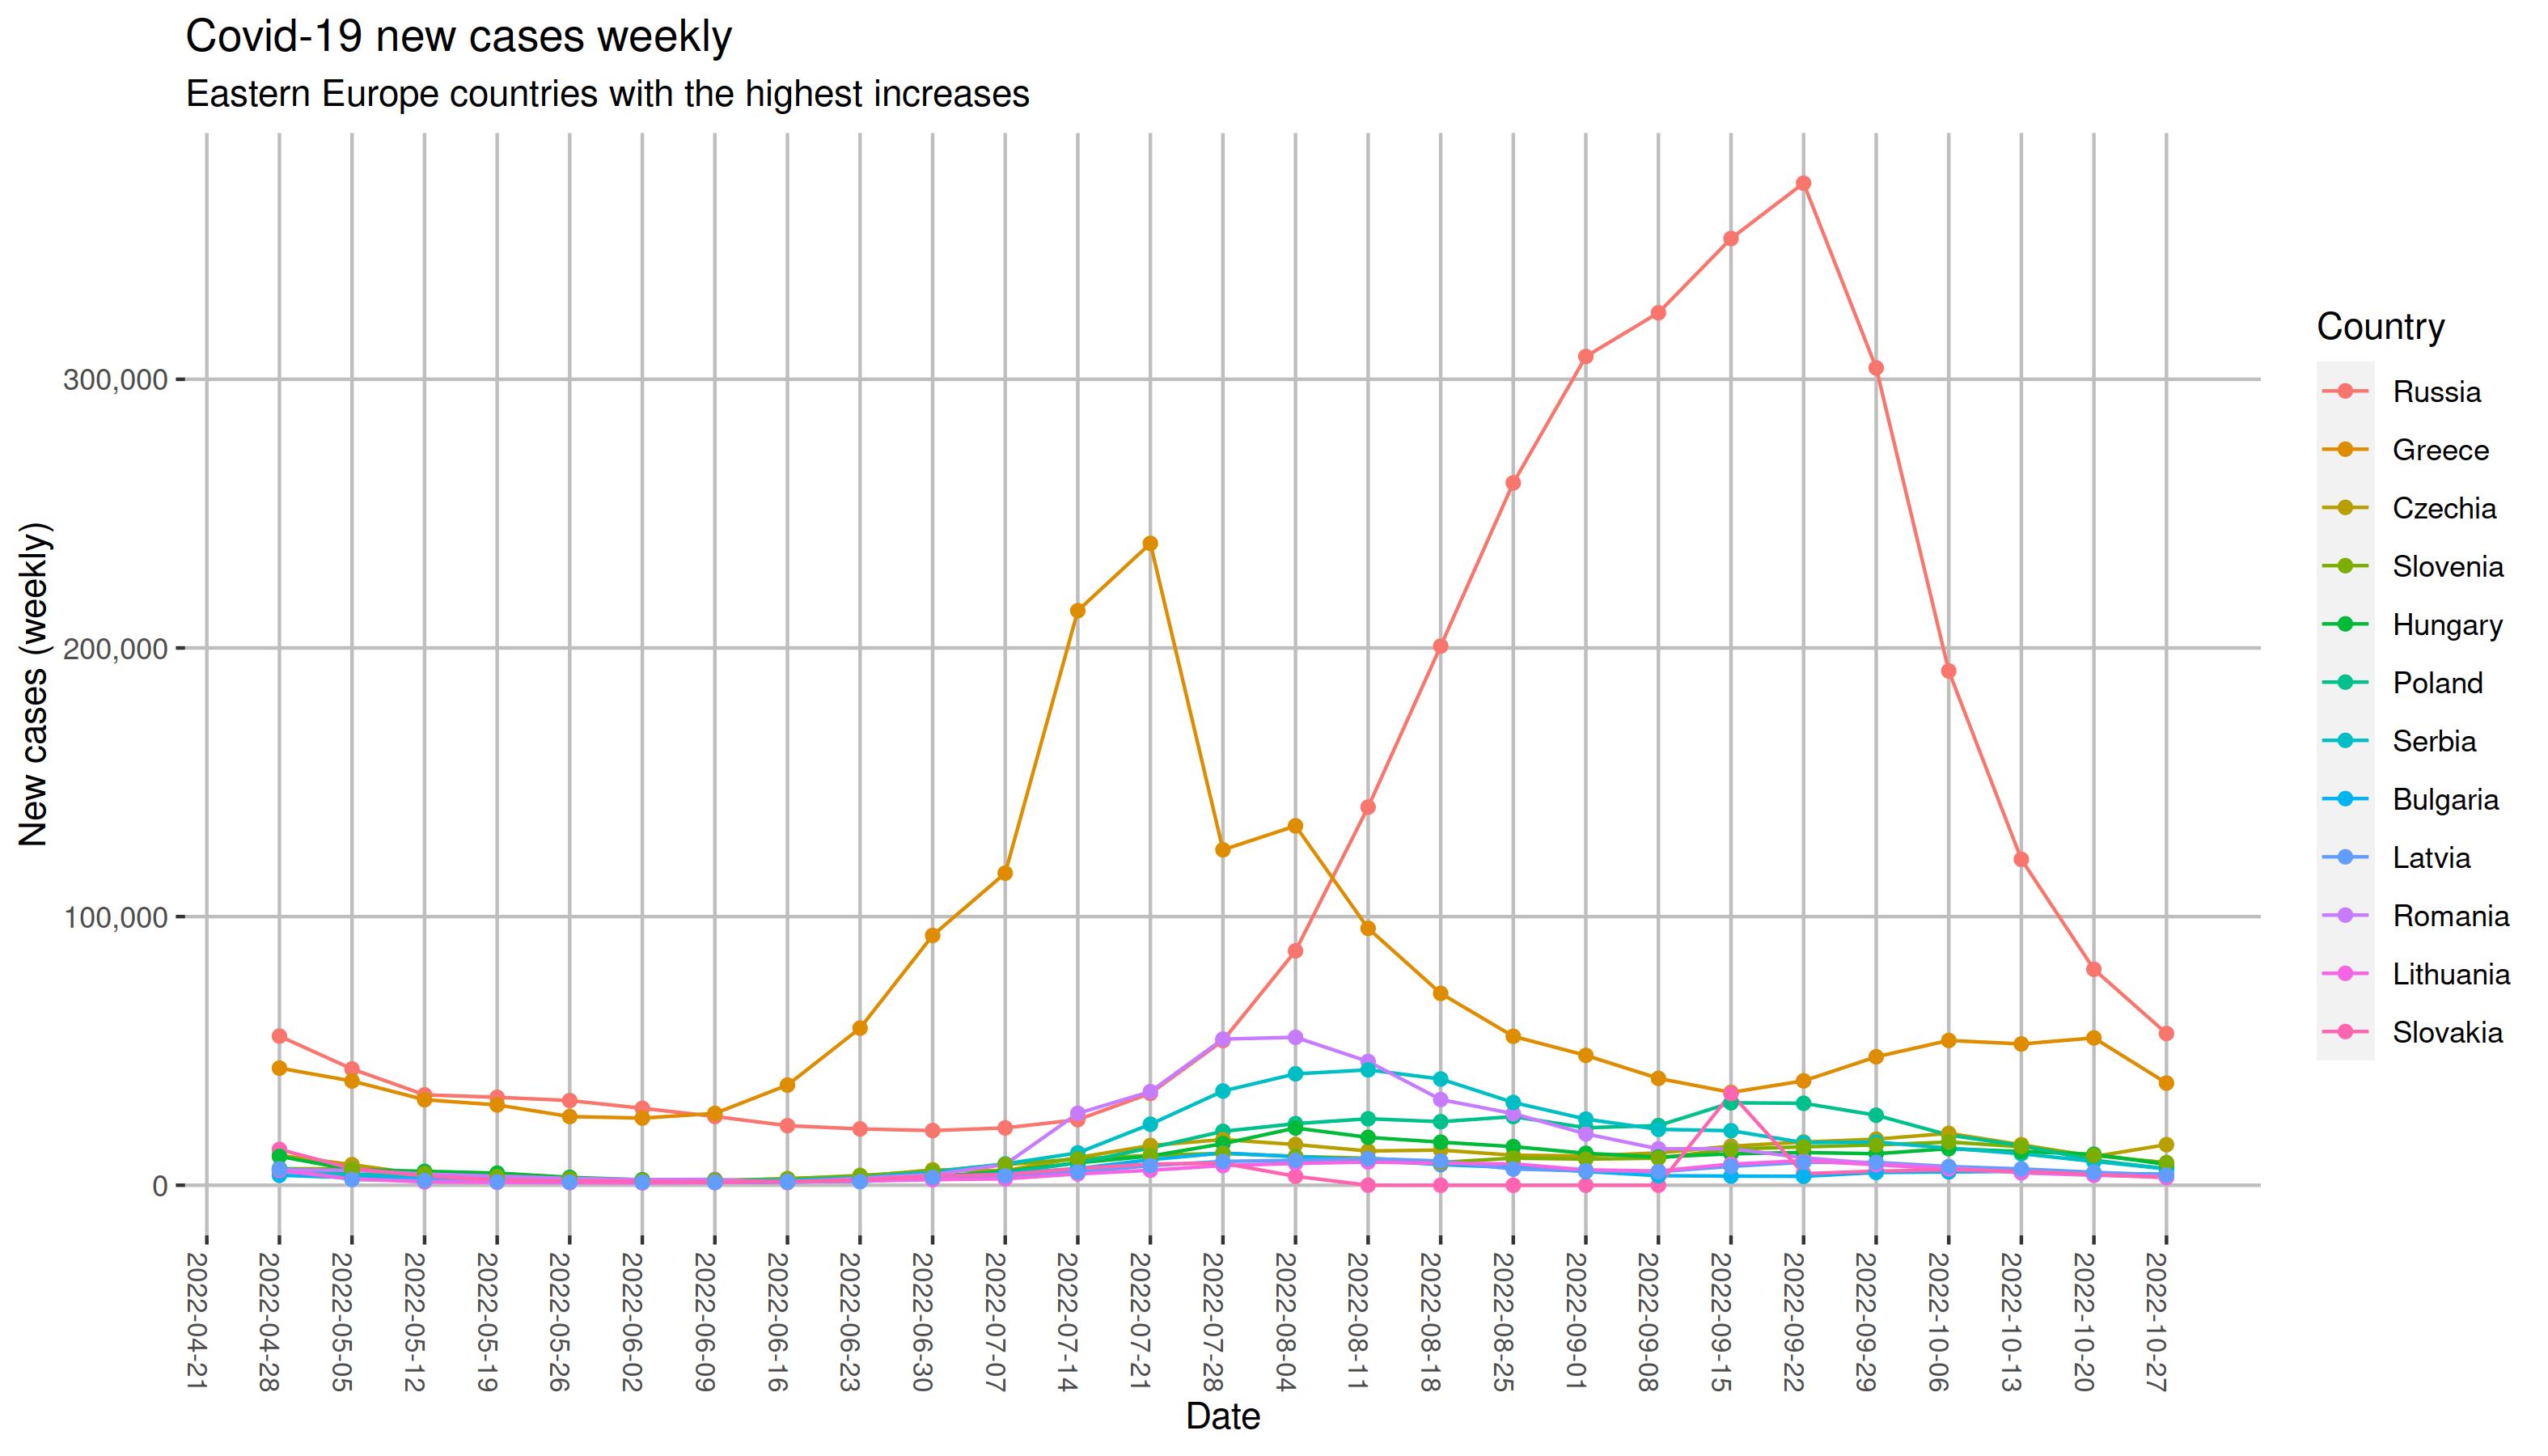 Covid-19 new cases weekly
Eastern Europe countries with the highest increases
New cases (weekly)
300,000
200,000
100,000
0
2022-04-21
2022-04-28
2022-05-05
2022-05-12
2022-05-19
2022-05-26
2022-06-02
2022-06-09
2022-06-16
2022-06-23
2022-06-30
2022-07-07
2022-07-14
2022-07-21
2022-07-28
2022-08-04
2022-08-11
2022-08-18
2022-08-25
2022-09-01
2022-09-08
2022-09-15
2022-09-22
2022-09-29
2022-10-06
2022-10-13
2022-10-20
2022-10-27
Date
Country
Russia
Greece
Czechia
Slovenia
Hungary
Poland
Serbia
Bulgaria
Latvia
Romania
Lithuania
Slovakia